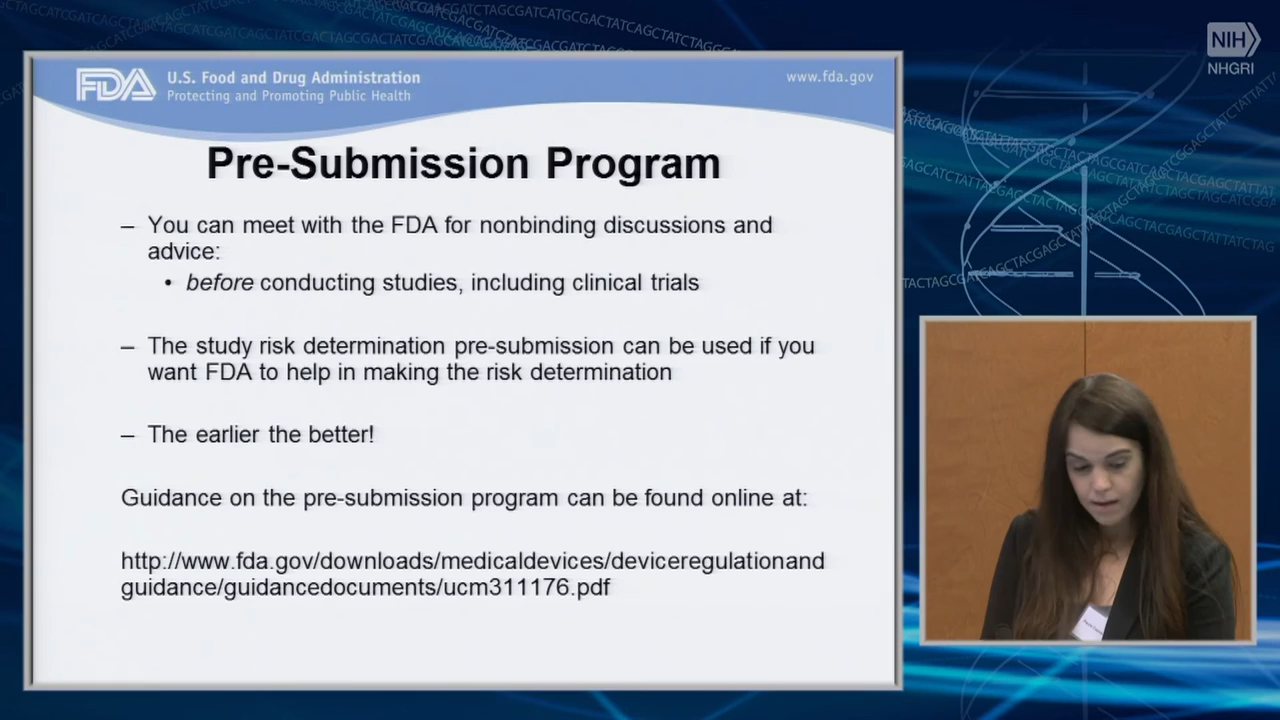 NIH
NHGRI
FDA U.S. Food and Drug Administration
Protecting and Promoting Public Health
www.fda.gov
Pre-Submission Program
– You can meet with the FDA for nonbinding discussions and
advice:
• before conducting studies, including clinical trials
– The study risk determination pre-submission can be used if you
want FDA to help in making the risk determination
– The earlier the better!
Guidance on the pre-submission program can be found online at:
http://www.fda.gov/downloads/medicaldevices/deviceregulationand
guidance/guidancedocuments/ucm311176.pdf